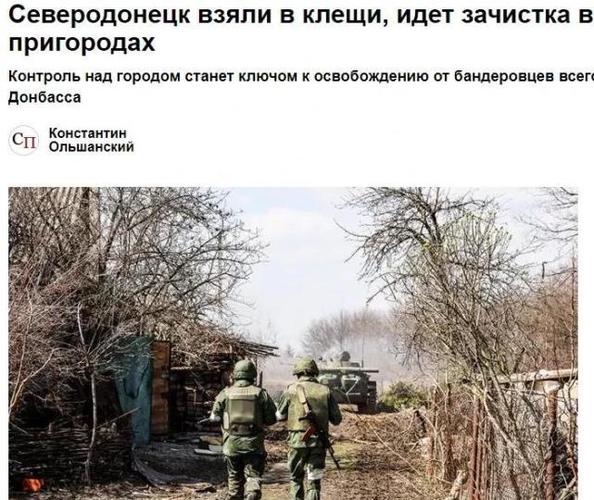 Северодонецк взяли в клещи, идет зачистка в
пригородах
Контроль над городом станет ключом к освобождению от бандеровцев всего
Донбасса
СП
Константин
Ольшанский